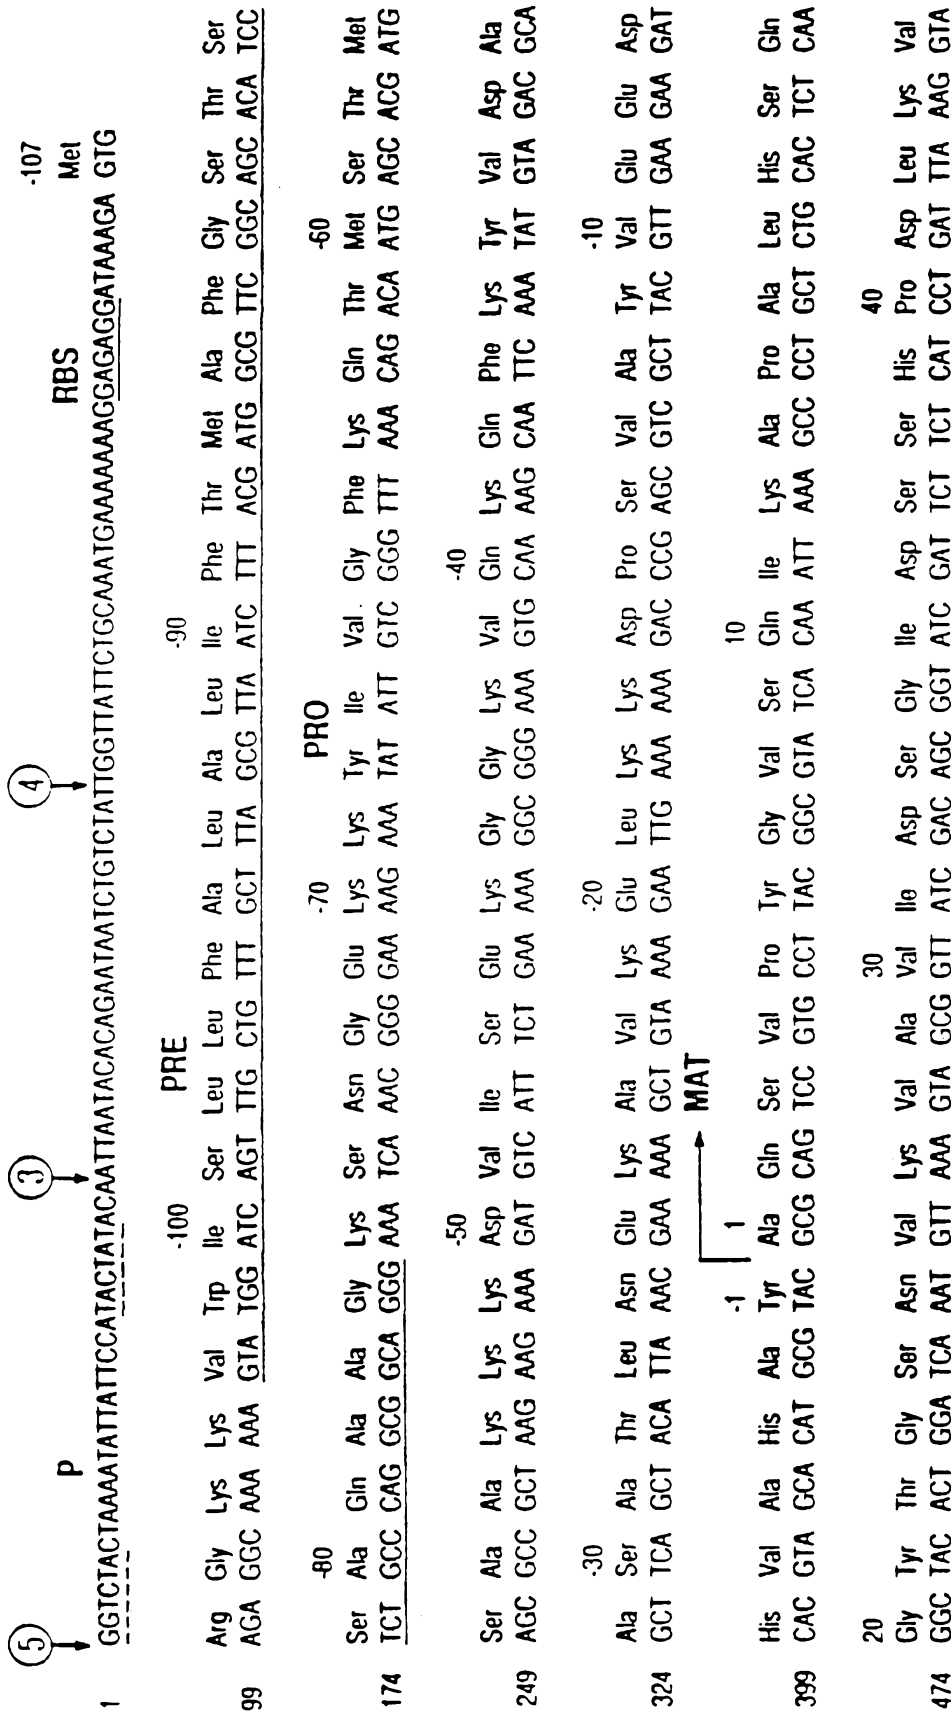 5 3 4
P RBS -107
Met
1 GGTCTACTAAAATATTATTCCATACTATACAATTAATACACAGAATAATCTGTCTATTGGTTATTCTGCAAATGAAAAAAAGGAGAGGATAAAGA GTG
PRE
-100 -90
Arg Gly Lys Lys Val Trp Ile Ser Leu Leu Phe Ala Leu Ala Leu Ile Phe Thr Met Ala Phe Gly Ser Thr Ser
99 AGA GGC AAA AAA GTA TGG ATC AGT TTG CTG TTT GCT TTA GCG TTA ATC TTT ACG ATG GCG TTC GGC AGC ACA TCC
PRO
-80 -70 -60
Ser Ala Gln Ala Ala Gly Lys Ser Asn Gly Glu Lys Lys Tyr Ile Val Gly Phe Lys Gln Thr Met Ser Thr Met
174 TCT GCC CAG GCG GCA GGG AAA TCA AAC GGG GAA AAG AAA TAT ATT GTC GGG TTT AAA CAG ACA ATG AGC ACG ATG
-50 -40
Ser Ala Ala Lys Lys Lys Asp Val Ile Ser Glu Lys Gly Gly Lys Val Gln Lys Gln Phe Lys Tyr Val Asp Ala
249 AGC GCC GCT AAG AAG AAA GAT GTC ATT TCT GAA AAA GGC GGG AAA GTG CAA AAG CAA TTC AAA TAT GTA GAC GCA
-30 -20 -10
Ala Ser Ala Thr Leu Asn Glu Lys Ala Val Lys Glu Leu Lys Lys Asp Pro Ser Val Ala Tyr Val Glu Glu Asp
324 GCT TCA GCT ACA TTA AAC GAA AAA GCT GTA AAA GAA TTG AAA AAA GAC CCG AGC GTC GCT TAC GTT GAA GAA GAT
MAT
-1 1 10
His Val Ala His Ala Tyr Ala Gln Ser Val Pro Tyr Gly Val Ser Gln Ile Lys Ala Pro Ala Leu His Ser Gln
399 CAC GTA GCA CAT GCG TAC GCG CAG TCC GTG CCT TAC GGC GTA TCA CAA ATT AAA GCC CCT GCT CTG CAC TCT CAA
20 30 40
Gly Tyr Thr Gly Ser Asn Val Lys Val Ala Val Ile Asp Ser Gly Ile Asp Ser Ser His Pro Asp Leu Lys Val
474 GGC TAC ACT GGA TCA AAT GTT AAA GTA GCG GTT ATC GAC AGC GGT ATC GAT TCT TCT CAT CCT GAT TTA AAG GTA